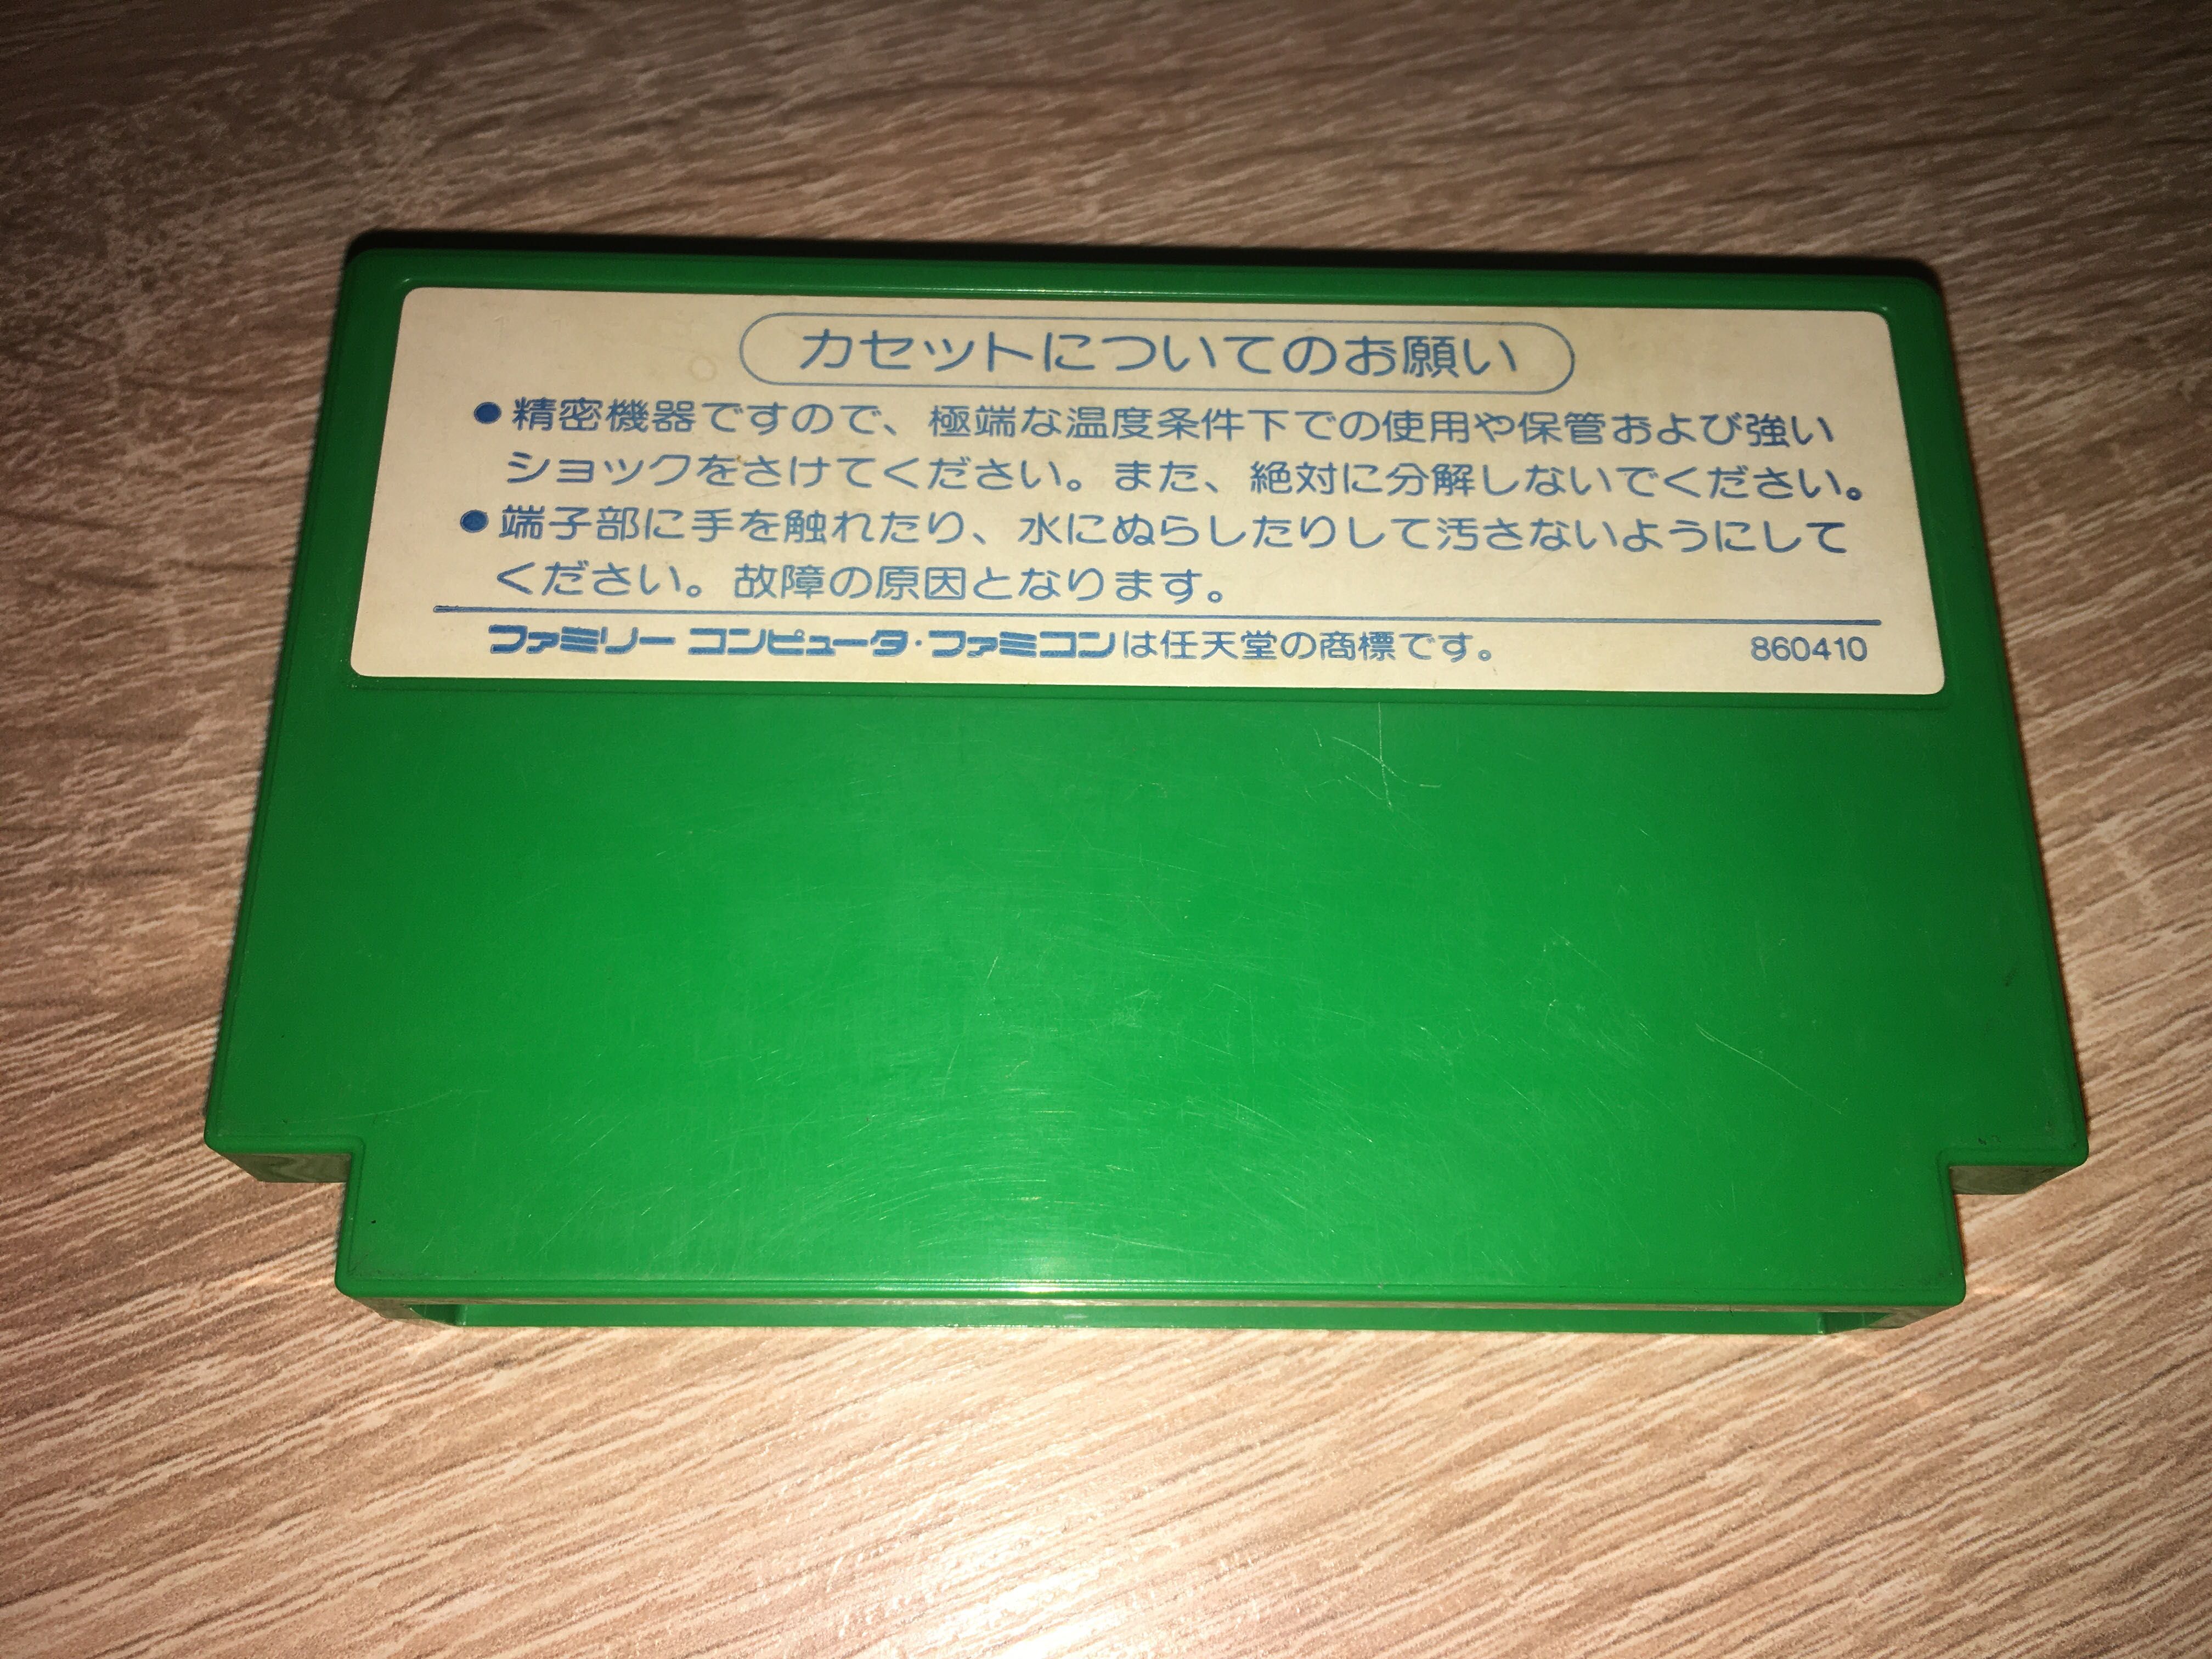 カセットについてのお願い
●精密機器ですので、極端な温度条件下での使用や保管および強い
ショックをさけてください。また、絶対に分解しないでください。
●端子部に手を触れたり、水にぬらしたりして汚さないようにして
ください。故障の原因となります。
ファミリー コンピュータ・ファミコンは任天堂の商標です。 860410